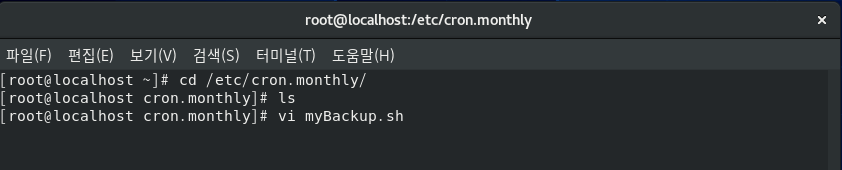 root@localhost:/etc/cron.monthly ×
파일(F) 편집(E) 보기(V) 검색(S) 터미널(T) 도움말(H)
[root@localhost ~]# cd /etc/cron.monthly/
[root@localhost cron.monthly]# ls
[root@localhost cron.monthly]# vi myBackup.sh